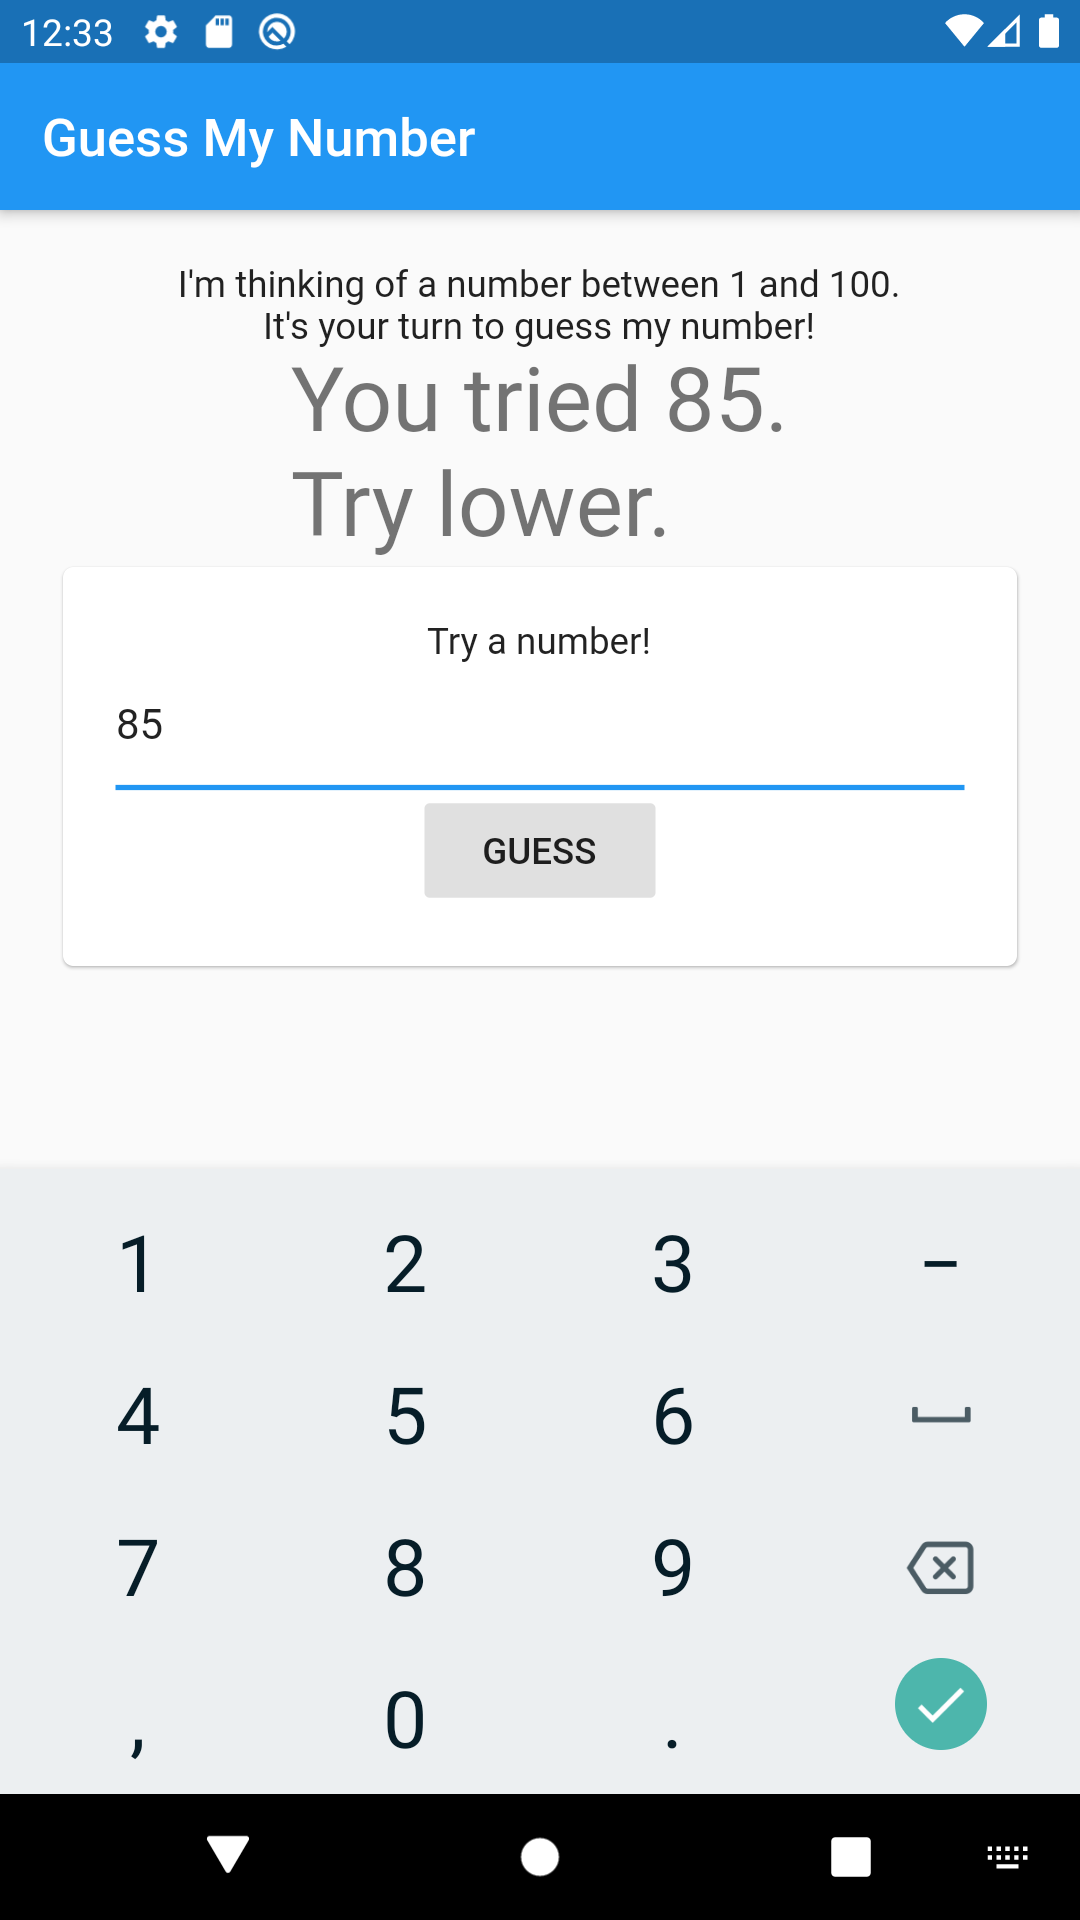 12:33
Guess My Number
I'm thinking of a number between 1 and 100.
It's your turn to guess my number!
You tried 85.
Try lower.
Try a number!
85
GUESS
1 2 3 –
4 5 6
7 8 9
, 0 .